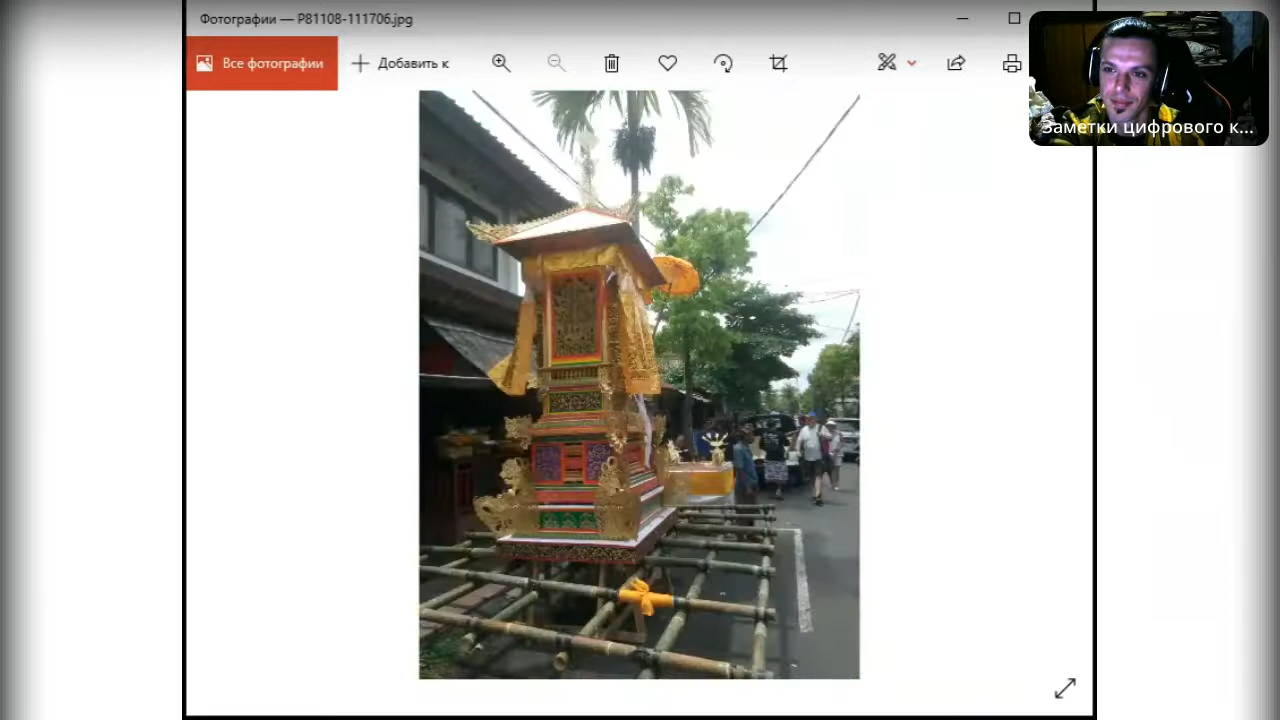 Фотографии — P81108-111706.jpg
Все фотографии
Добавить к
Заметки цифрового к...